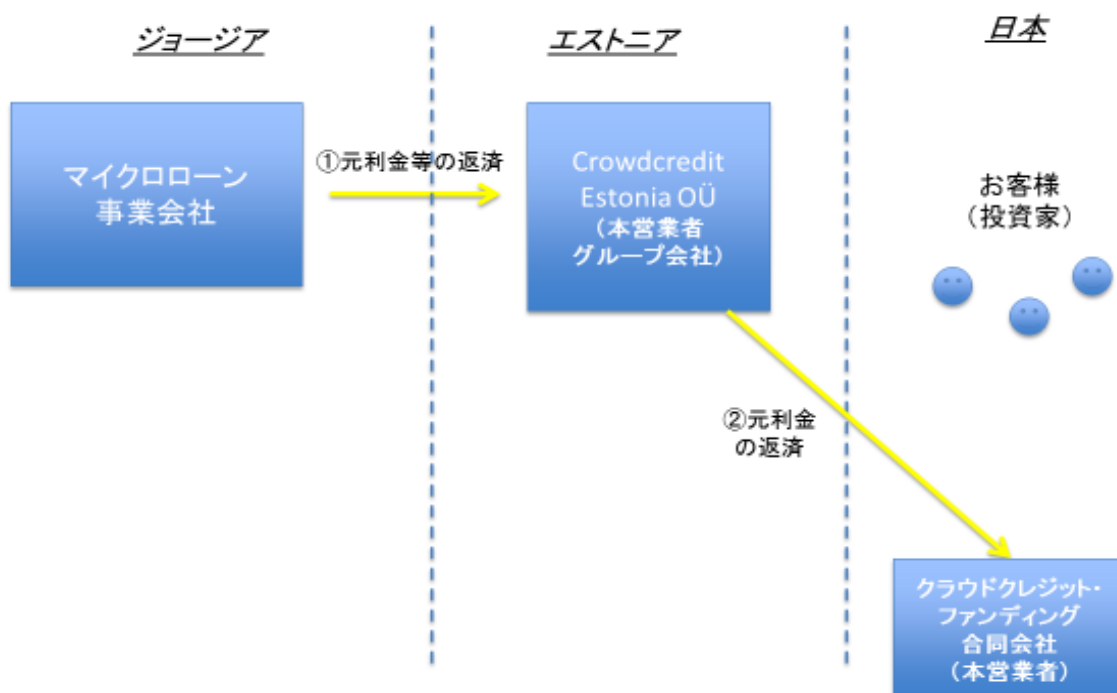 ジョージア
エストニア
日本
マイクロローン
事業会社
①元利金等の返済
Crowdcredit
Estonia OÜ
(本営業者
グループ会社)
お客様
(投資家)
②元利金
の返済
クラウドクレジット・
ファンディング
合同会社
(本営業者)